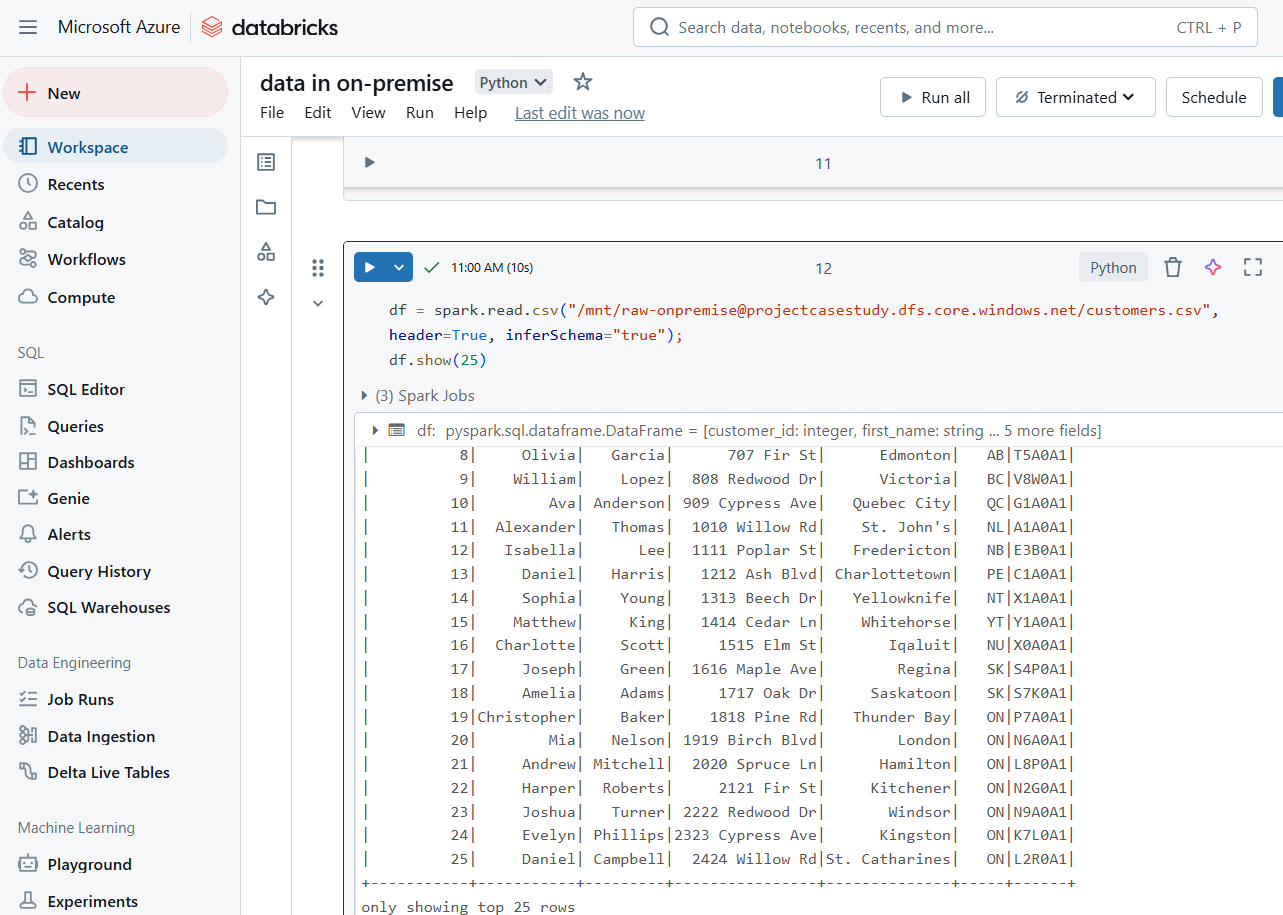 Microsoft Azure databricks Search data, notebooks, recents, and more... CTRL + P
New
Workspace
Recents
Catalog
Workflows
Compute
SQL
SQL Editor
Queries
Dashboards
Genie
Alerts
Query History
SQL Warehouses
Data Engineering
Job Runs
Data Ingestion
Delta Live Tables
Machine Learning
Playground
Experiments
data in on-premise Python
File Edit View Run Help Last edit was now
Run all Terminated Schedule
11
11:00 AM (10s) 12 Python
df = spark.read.csv("/mnt/raw-onpremise@projectcasestudy.dfs.core.windows.net/customers.csv",
header=True, inferSchema="true");
df.show(25)
(3) Spark Jobs
df: pyspark.sql.dataframe.DataFrame = [customer_id: integer, first_name: string ... 5 more fields]
|          8|     Olivia|   Garcia|      707 Fir St|      Edmonton|   AB|T5A0A1|
|          9|    William|    Lopez|  808 Redwood Dr|      Victoria|   BC|V8W0A1|
|         10|        Ava| Anderson| 909 Cypress Ave|   Quebec City|   QC|G1A0A1|
|         11|  Alexander|   Thomas|  1010 Willow Rd|    St. John's|   NL|A1A0A1|
|         12|   Isabella|      Lee|  1111 Poplar St|   Fredericton|   NB|E3B0A1|
|         13|     Daniel|   Harris|   1212 Ash Blvd| Charlottetown|   PE|C1A0A1|
|         14|     Sophia|    Young|   1313 Beech Dr|   Yellowknife|   NT|X1A0A1|
|         15|    Matthew|     King|   1414 Cedar Ln|    Whitehorse|   YT|Y1A0A1|
|         16|  Charlotte|    Scott|     1515 Elm St|       Iqaluit|   NU|X0A0A1|
|         17|     Joseph|    Green|  1616 Maple Ave|        Regina|   SK|S4P0A1|
|         18|     Amelia|    Adams|     1717 Oak Dr|     Saskatoon|   SK|S7K0A1|
|         19|Christopher|    Baker|    1818 Pine Rd|   Thunder Bay|   ON|P7A0A1|
|         20|        Mia|   Nelson| 1919 Birch Blvd|        London|   ON|N6A0A1|
|         21|     Andrew| Mitchell|  2020 Spruce Ln|      Hamilton|   ON|L8P0A1|
|         22|     Harper|  Roberts|     2121 Fir St|     Kitchener|   ON|N2G0A1|
|         23|     Joshua|   Turner| 2222 Redwood Dr|       Windsor|   ON|N9A0A1|
|         24|     Evelyn| Phillips|2323 Cypress Ave|      Kingston|   ON|K7L0A1|
|         25|     Daniel| Campbell|  2424 Willow Rd|St. Catharines|   ON|L2R0A1|
+-----------+-----------+---------+----------------+--------------+-----+------+
only showing top 25 rows